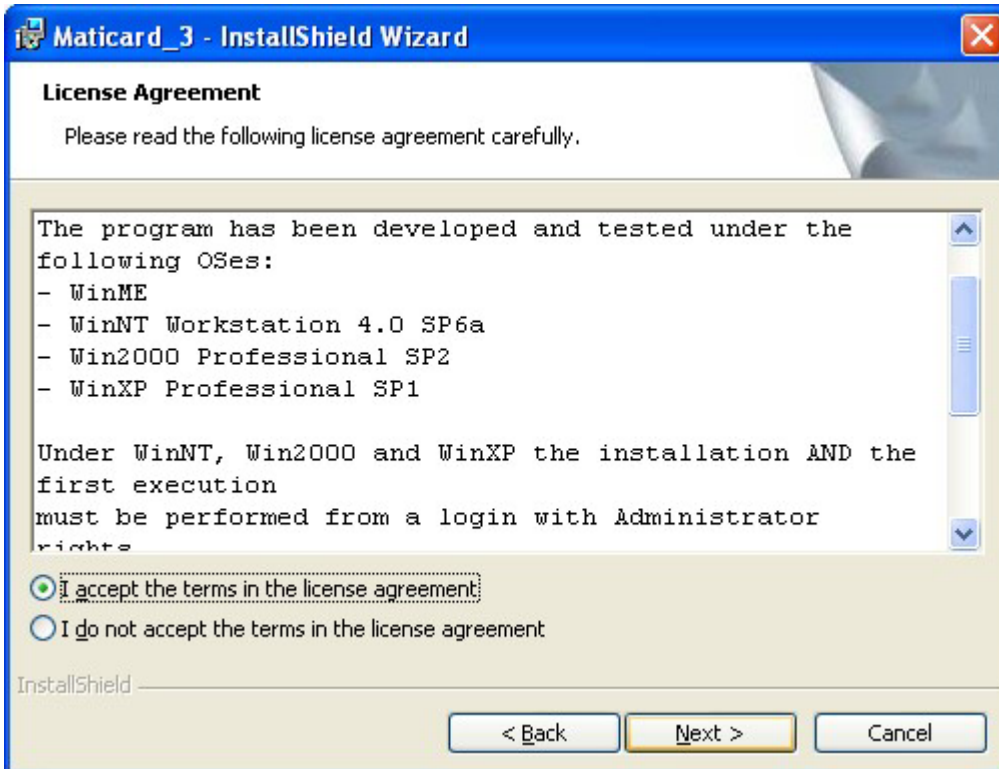 Maticard_3 - InstallShield Wizard
License Agreement
Please read the following license agreement carefully.
The program has been developed and tested under the
following OSes:
- WinME
- WinNT Workstation 4.0 SP6a
- Win2000 Professional SP2
- WinXP Professional SP1
Under WinNT, Win2000 and WinXP the installation AND the
first execution
must be performed from a login with Administrator
rights
I accept the terms in the license agreement
I do not accept the terms in the license agreement
InstallShield
< Back
Next >
Cancel